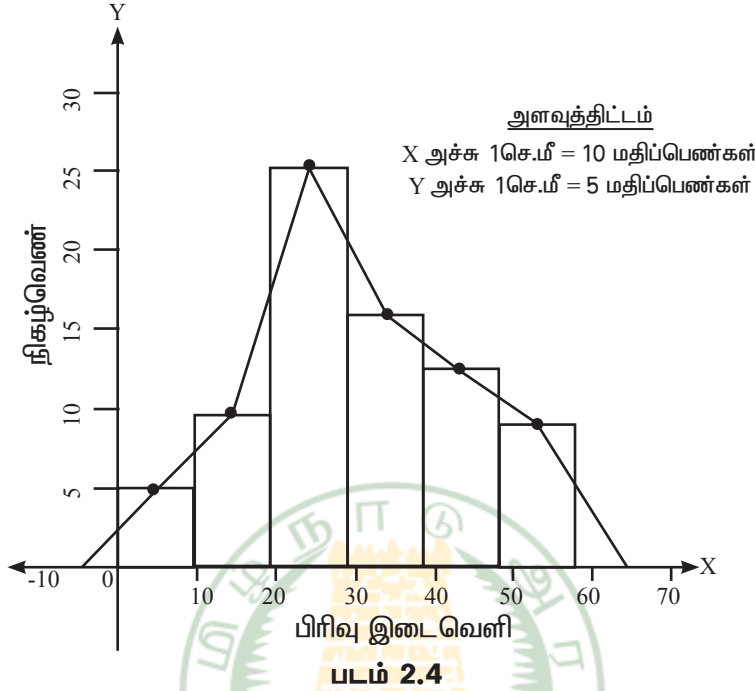 Y
30
25
20
15
10
5
நிகழ்வெண்
அளவுத்திட்டம்
X அச்சு 1செ.மீ = 10 மதிப்பெண்கள்
Y அச்சு 1செ.மீ = 5 மதிப்பெண்கள்
-10 0 10 20 30 40 50 60 70 X
பிரிவு இடைவெளி
படம் 2.4
மிழ்நாடு அர